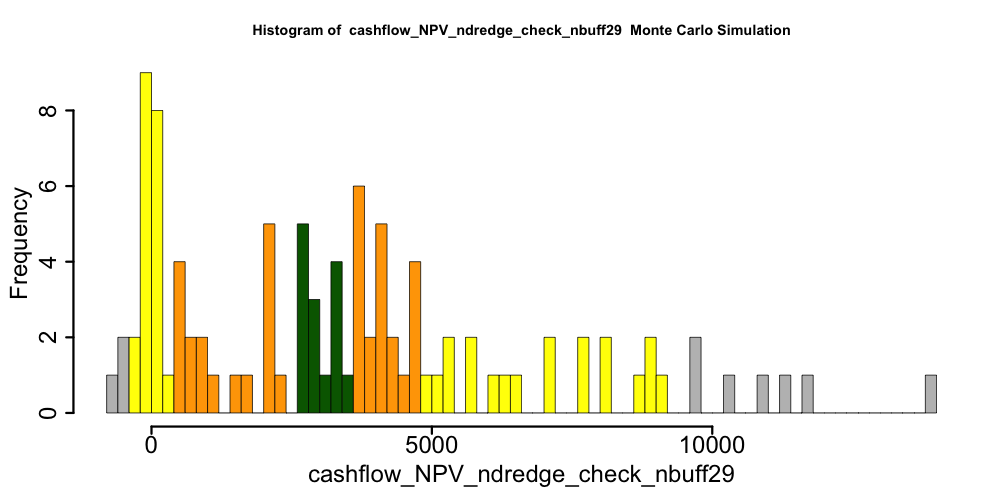 Histogram of  cashflow_NPV_ndredge_check_nbuff29  Monte Carlo Simulation
Frequency
8
6
4
2
0
0 5000 10000
cashflow_NPV_ndredge_check_nbuff29